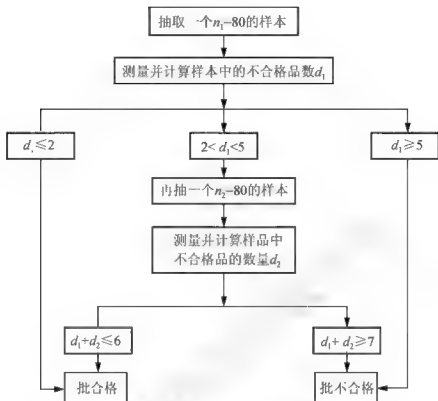 抽取一个n₁-80的样本
测量并计算样本中的不合格品数d₁
d₁≤2
2<d₁<5
d₁≥5
再抽一个n₂-80的样本
测量并计算样品中
不合格品的数量d₂
d₁+d₂≤6
d₁+d₂≥7
批合格
批不合格